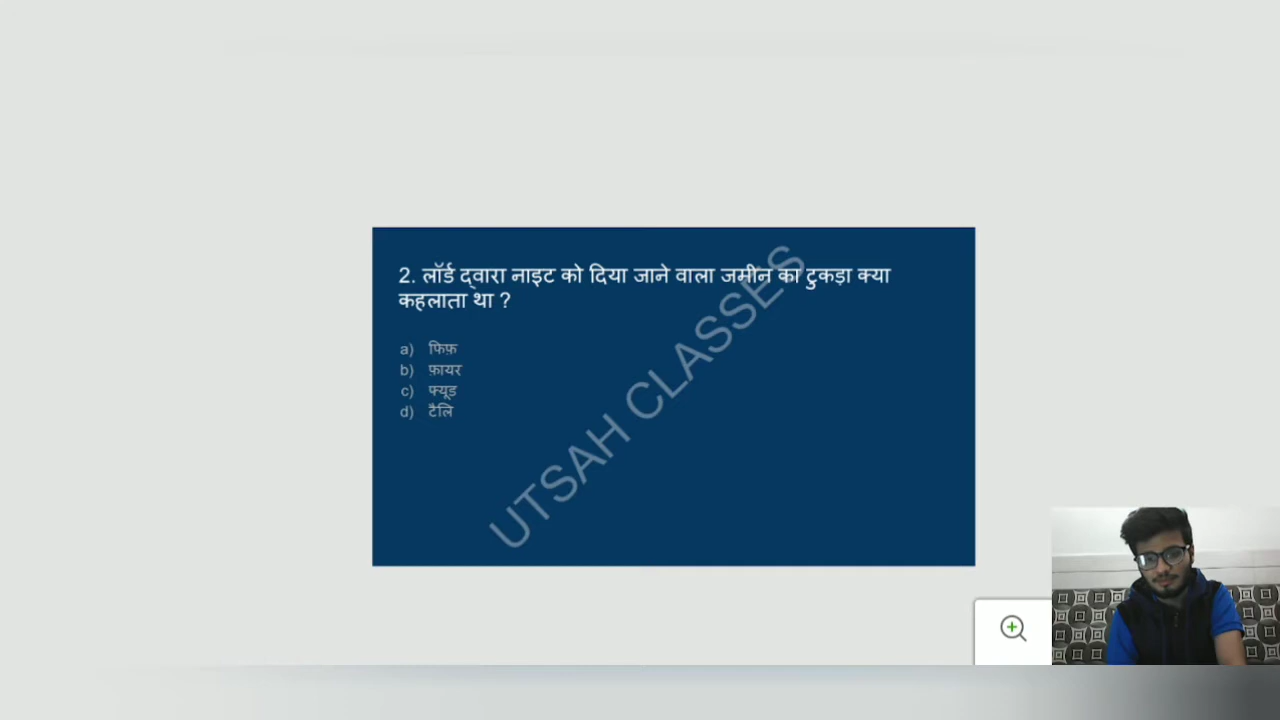 2. लॉर्ड द्वारा नाइट को दिया जाने वाला जमीन का टुकड़ा क्या
कहलाता था ?
a) फिफ़
b) फ़ायर
c) फ्यूड
d) टैलि
UTSAH CLASSES